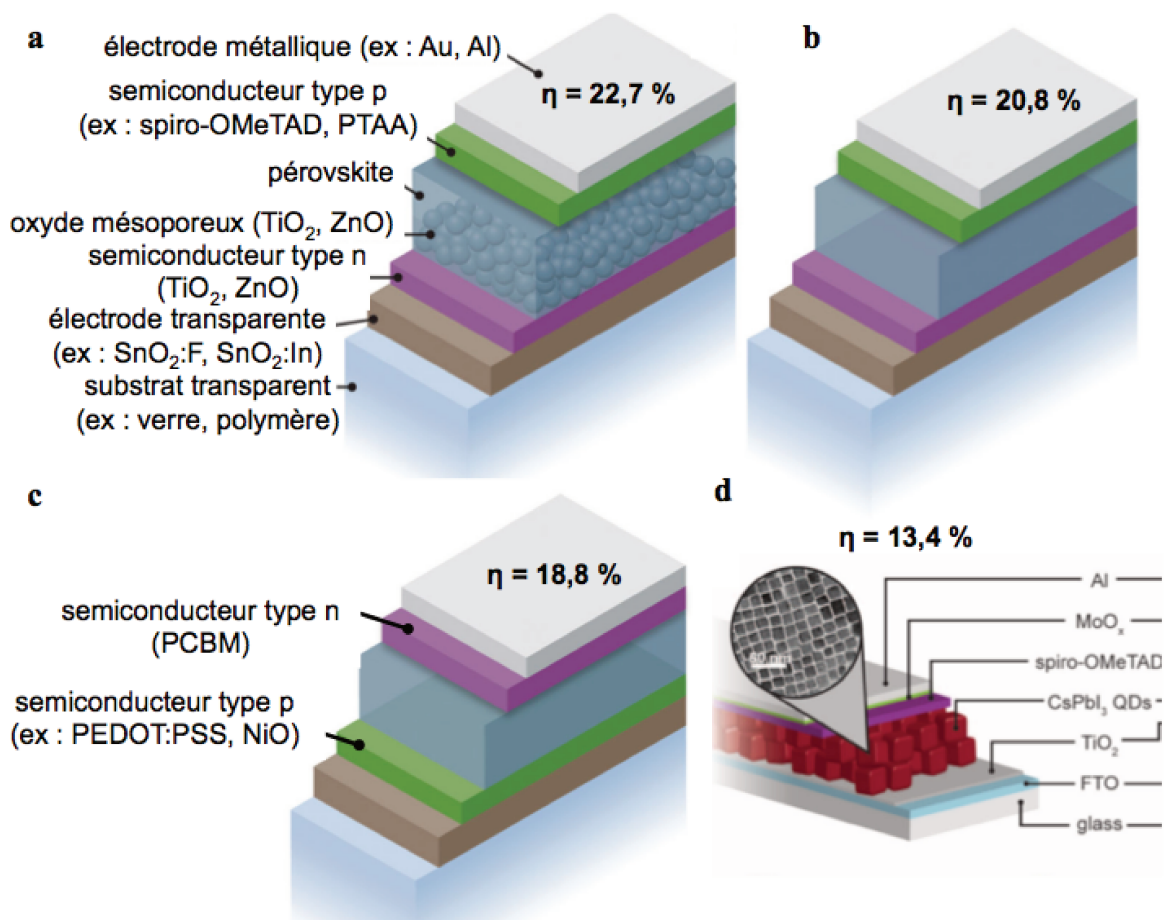 a
électrode métallique (ex : Au, Al)
η = 22,7 %
semiconducteur type p
(ex : spiro-OMeTAD, PTAA)
pérovskite
oxyde mésoporeux (TiO₂, ZnO)
semiconducteur type n
(TiO₂, ZnO)
électrode transparente
(ex : SnO₂:F, SnO₂:In)
substrat transparent
(ex : verre, polymère)
b
η = 20,8 %
c
η = 18,8 %
semiconducteur type n
(PCBM)
semiconducteur type p
(ex : PEDOT:PSS, NiO)
d
η = 13,4 %
Al
MoOₓ
spiro-OMeTAD
CsPbI₃ QDs
TiO₂
FTO
glass